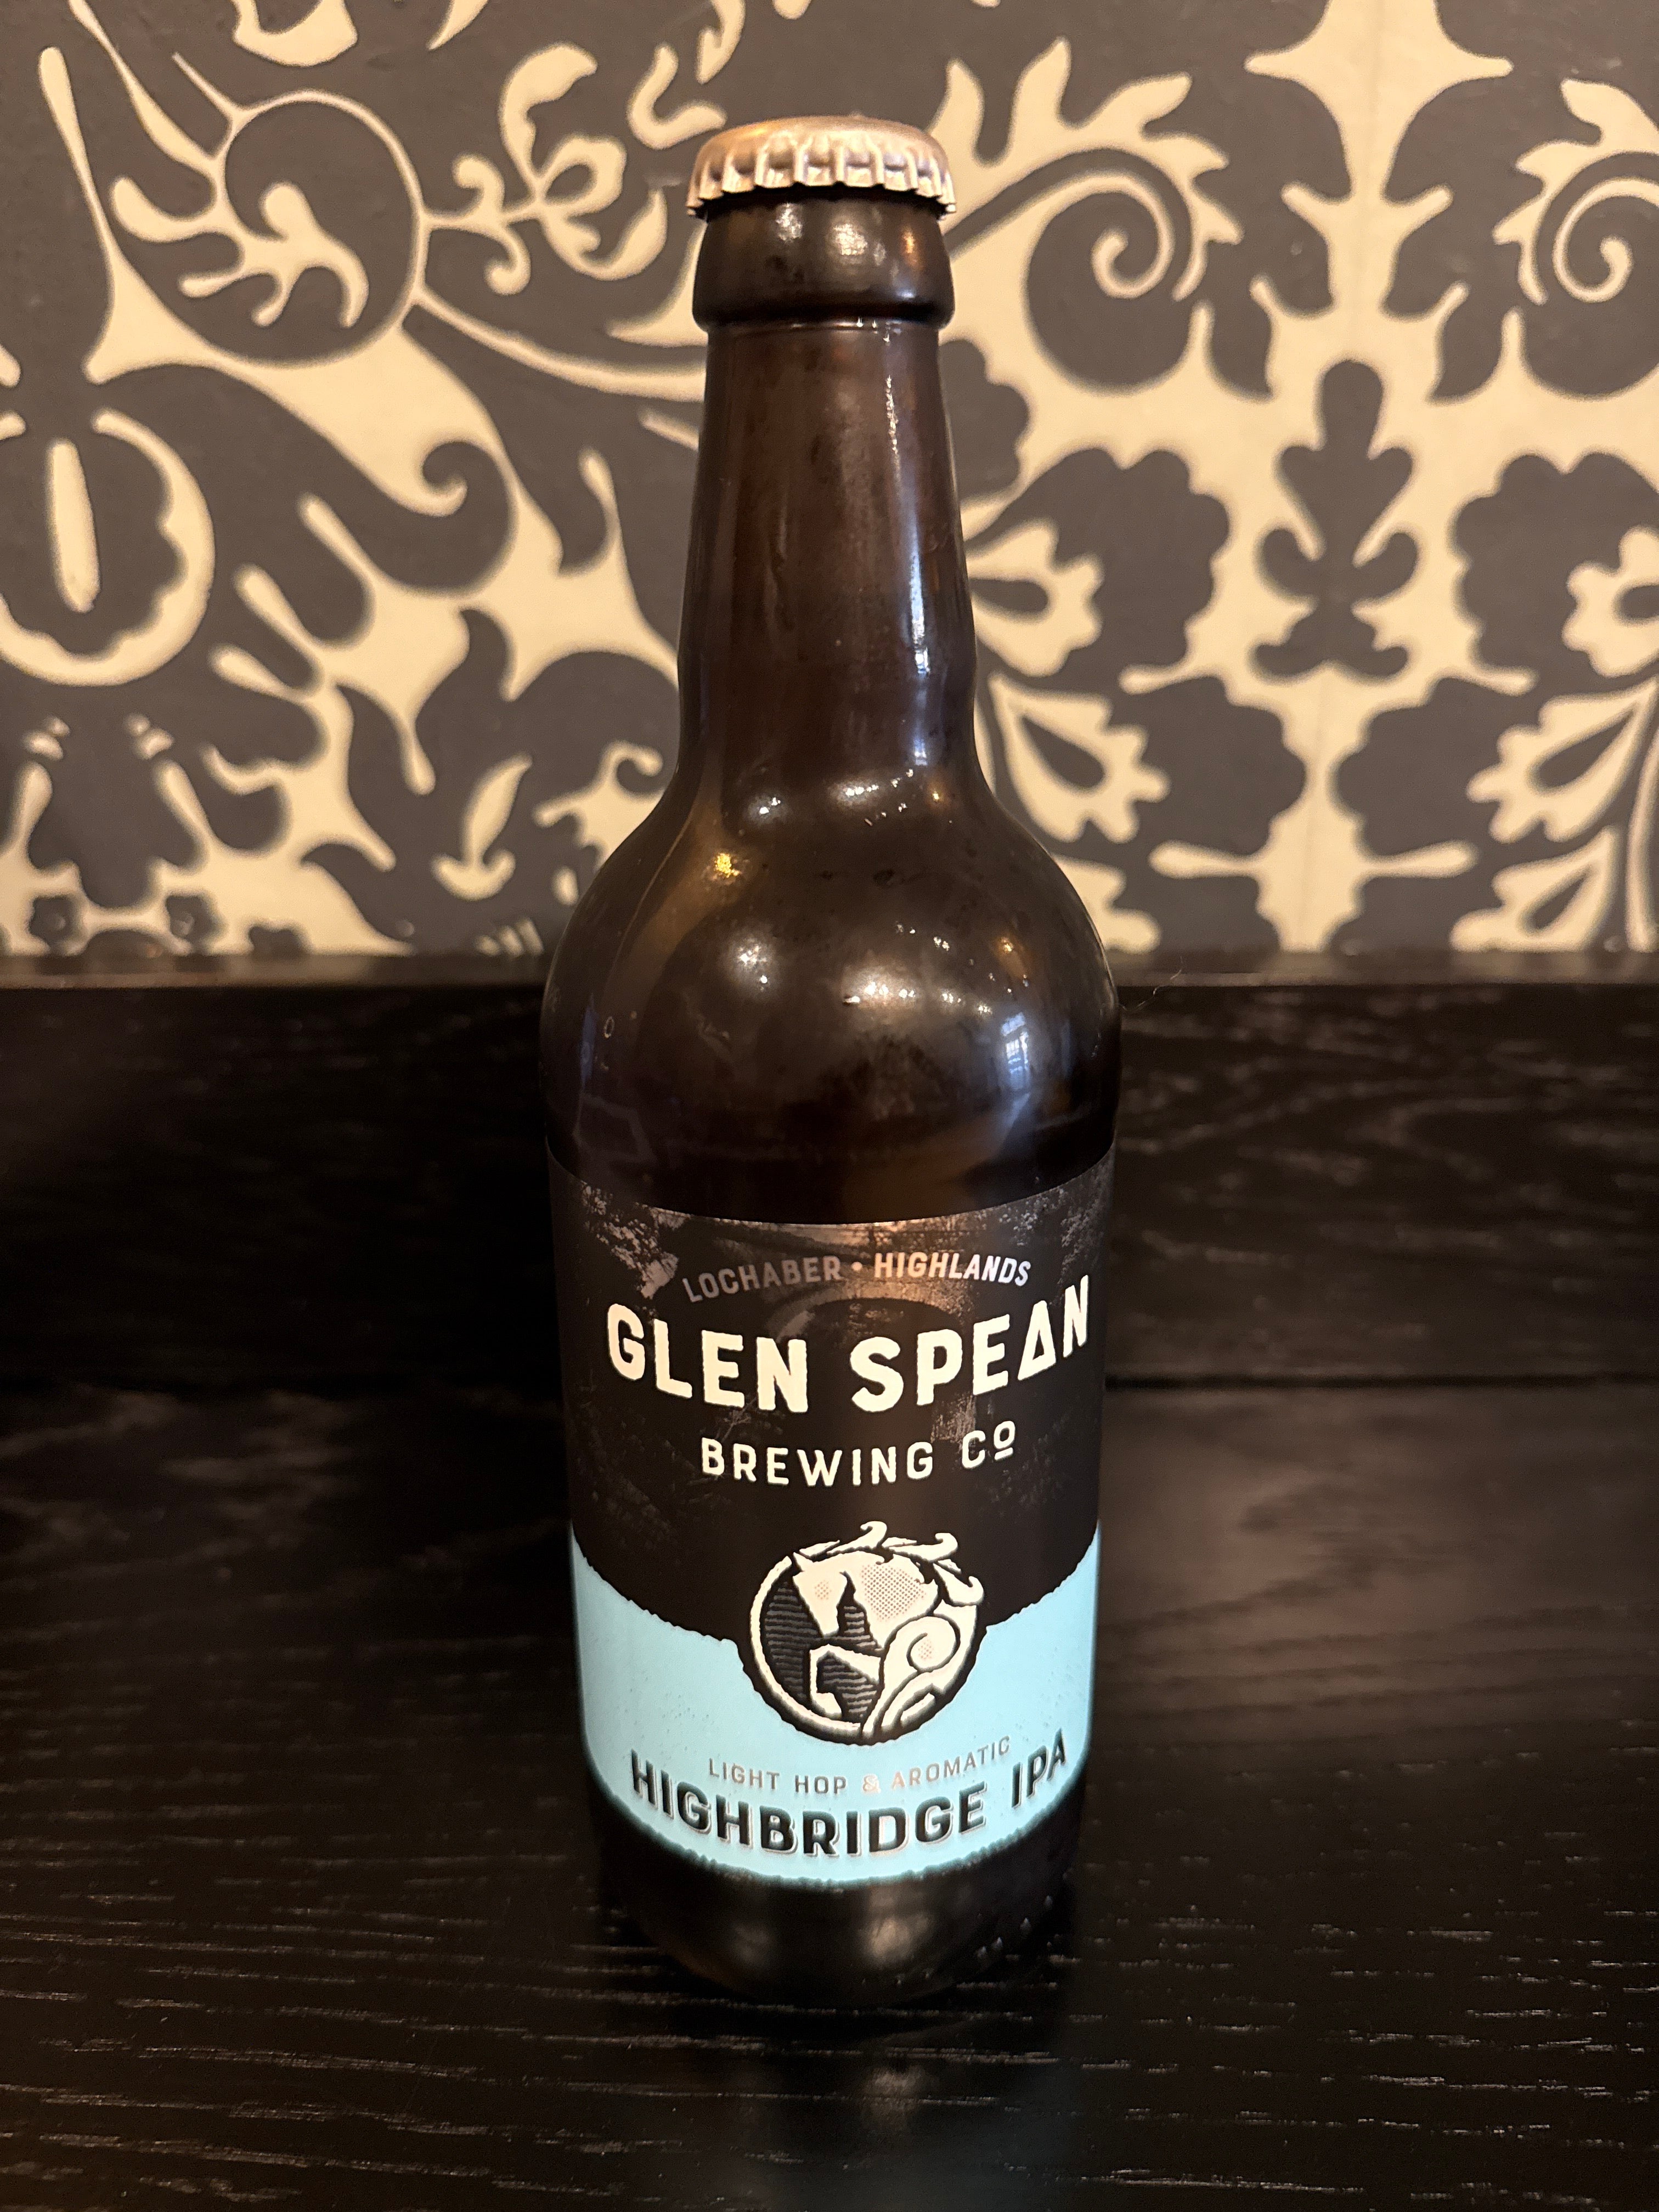 LOCHABER • HIGHLANDS
GLEN SPEAN
BREWING Cº
LIGHT HOP & AROMATIC
HIGHBRIDGE IPA